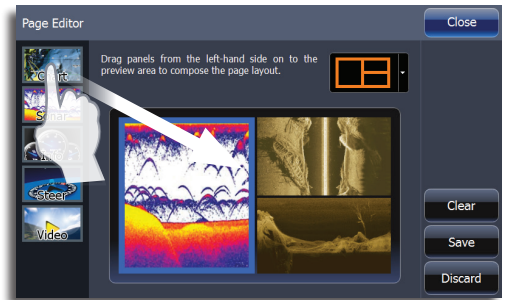 Page Editor
Close
Drag panels from the left-hand side on to the
preview area to compose the page layout.
Sonar
Steer
Video
Clear
Save
Discard